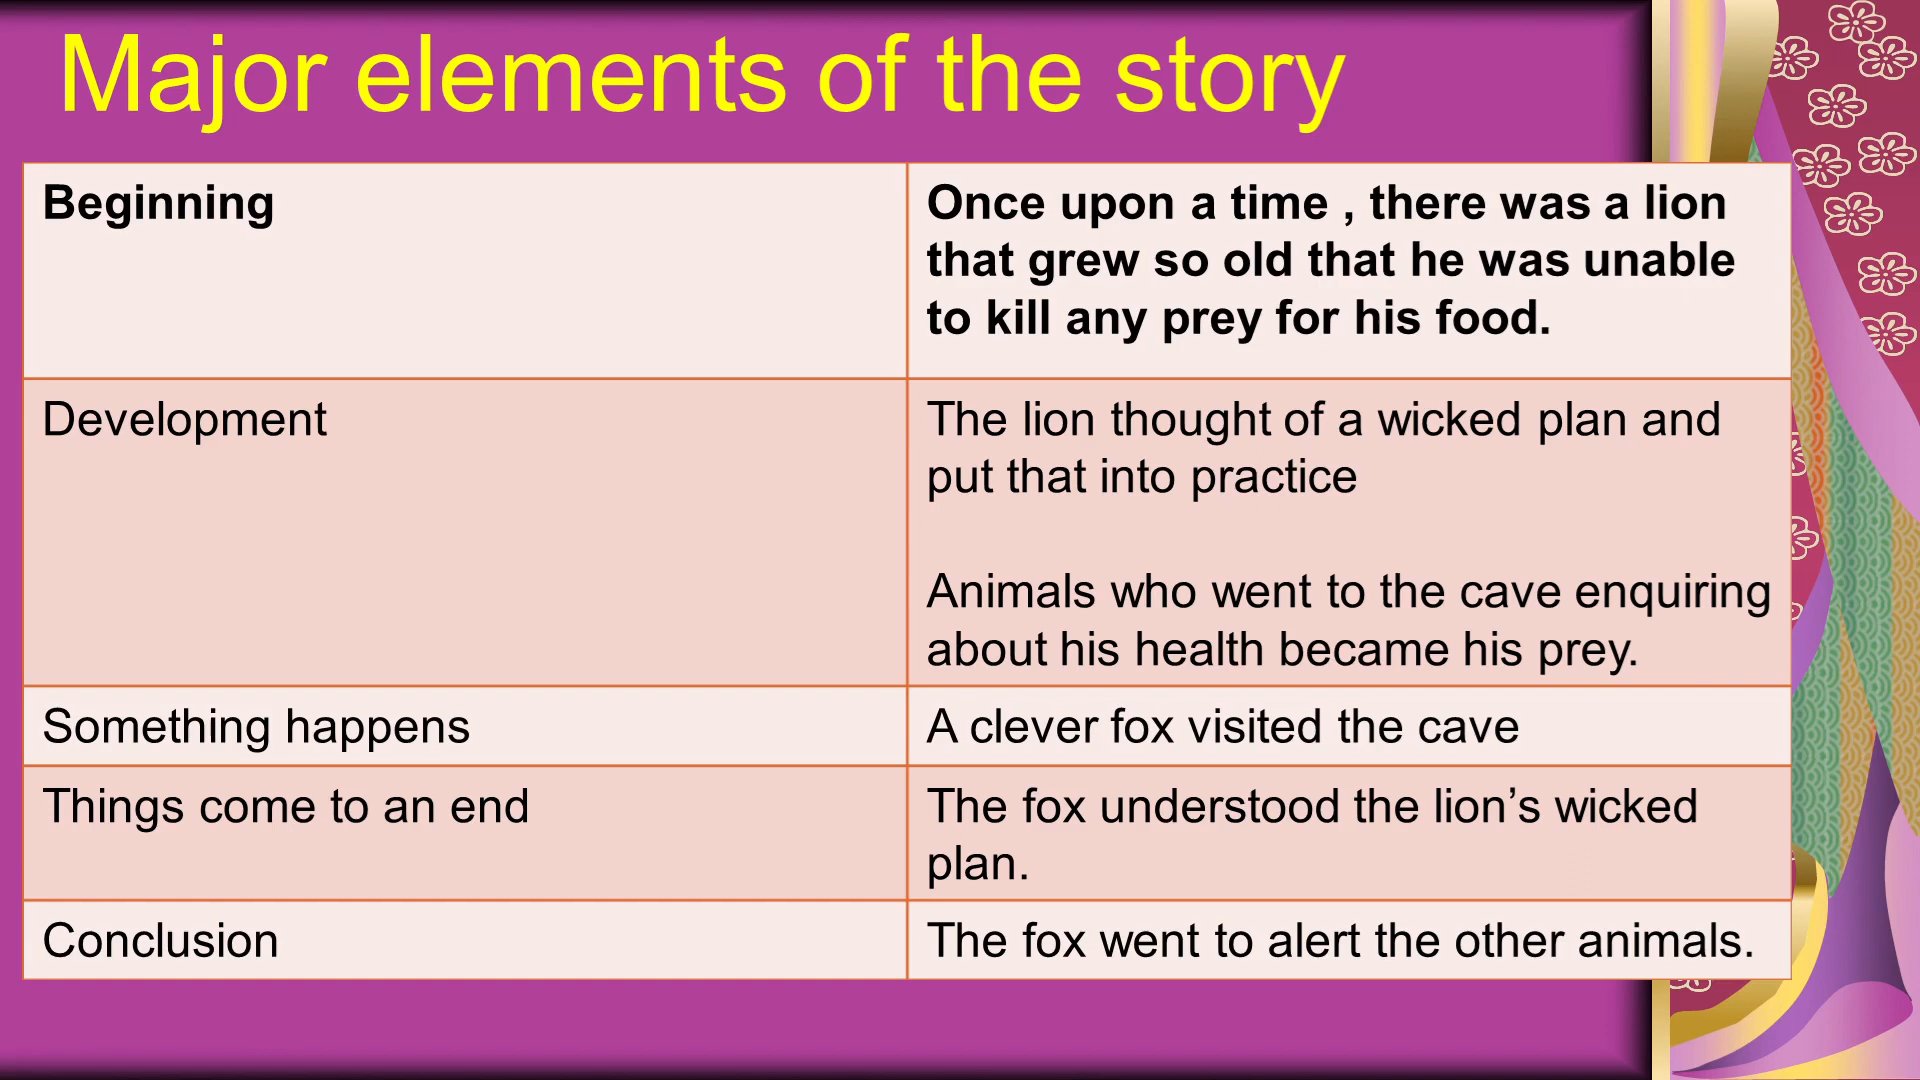 Major elements of the story
Beginning
Once upon a time , there was a lion
that grew so old that he was unable
to kill any prey for his food.
Development
The lion thought of a wicked plan and
put that into practice
Animals who went to the cave enquiring
about his health became his prey.
Something happens
A clever fox visited the cave
Things come to an end
The fox understood the lion’s wicked
plan.
Conclusion
The fox went to alert the other animals.